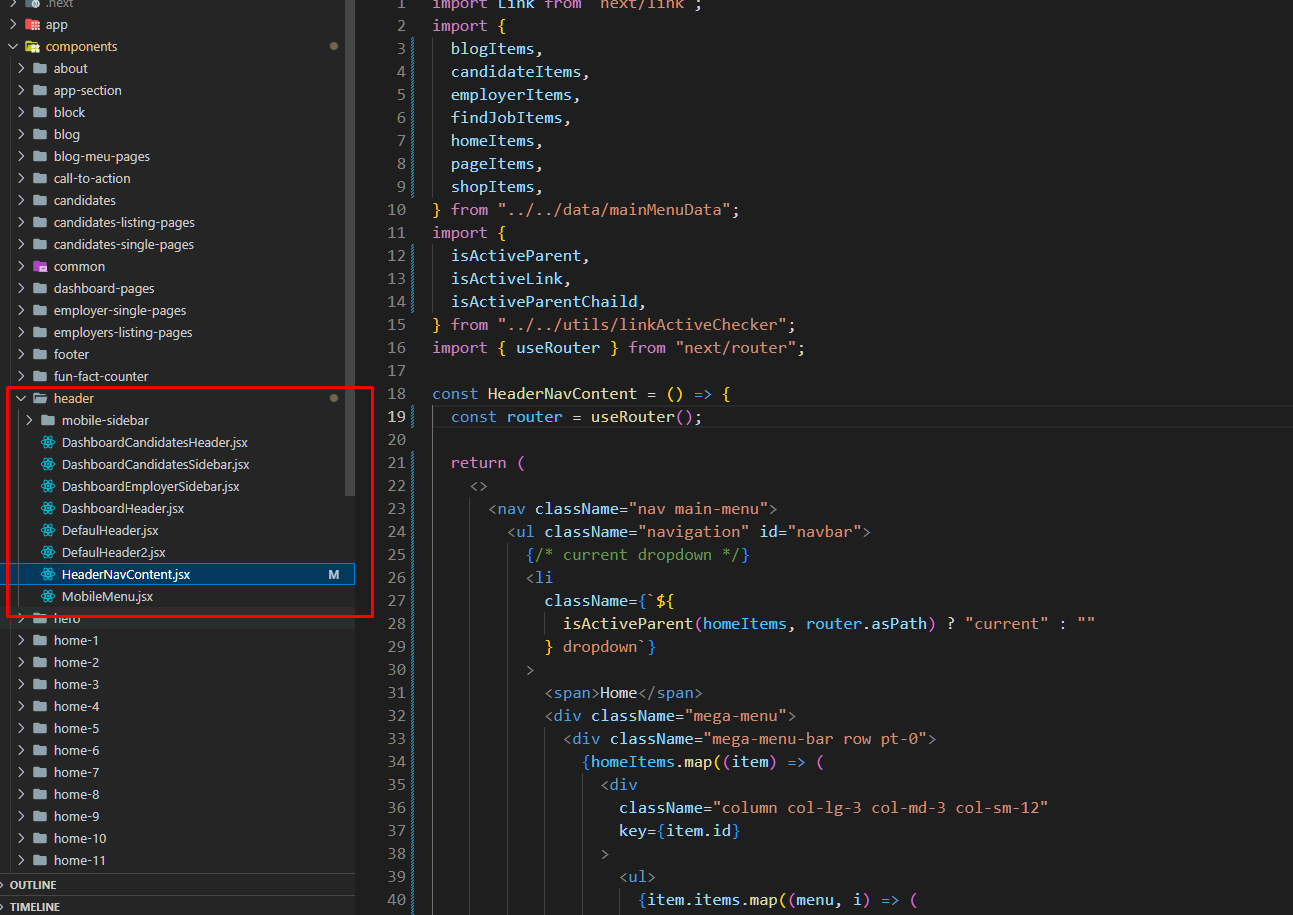 .next
app
components
about
app-section
block
blog
blog-meu-pages
call-to-action
candidates
candidates-listing-pages
candidates-single-pages
common
dashboard-pages
employer-single-pages
employers-listing-pages
footer
fun-fact-counter
header
mobile-sidebar
DashboardCandidatesHeader.jsx
DashboardCandidatesSidebar.jsx
DashboardEmployerSidebar.jsx
DashboardHeader.jsx
DefaulHeader.jsx
DefaulHeader2.jsx
HeaderNavContent.jsx M
MobileMenu.jsx
hero
home-1
home-2
home-3
home-4
home-5
home-6
home-7
home-8
home-9
home-10
home-11
OUTLINE
TIMELINE
1 import Link from "next/link";
2 import {
3 blogItems,
4 candidateItems,
5 employerItems,
6 findJobItems,
7 homeItems,
8 pageItems,
9 shopItems,
10 } from "../../data/mainMenuData";
11 import {
12 isActiveParent,
13 isActiveLink,
14 isActiveParentChaild,
15 } from "../../utils/linkActiveChecker";
16 import { useRouter } from "next/router";
17
18 const HeaderNavContent = () => {
19 const router = useRouter();
20
21 return (
22 <>
23 <nav className="nav main-menu">
24 <ul className="navigation" id="navbar">
25 {/* current dropdown */}
26 <li
27 className={`${
28 isActiveParent(homeItems, router.asPath) ? "current" : ""
29 } dropdown`}
30 >
31 <span>Home</span>
32 <div className="mega-menu">
33 <div className="mega-menu-bar row pt-0">
34 {homeItems.map((item) => (
35 <div
36 className="column col-lg-3 col-md-3 col-sm-12"
37 key={item.id}
38 >
39 <ul>
40 {item.items.map((menu, i) => (